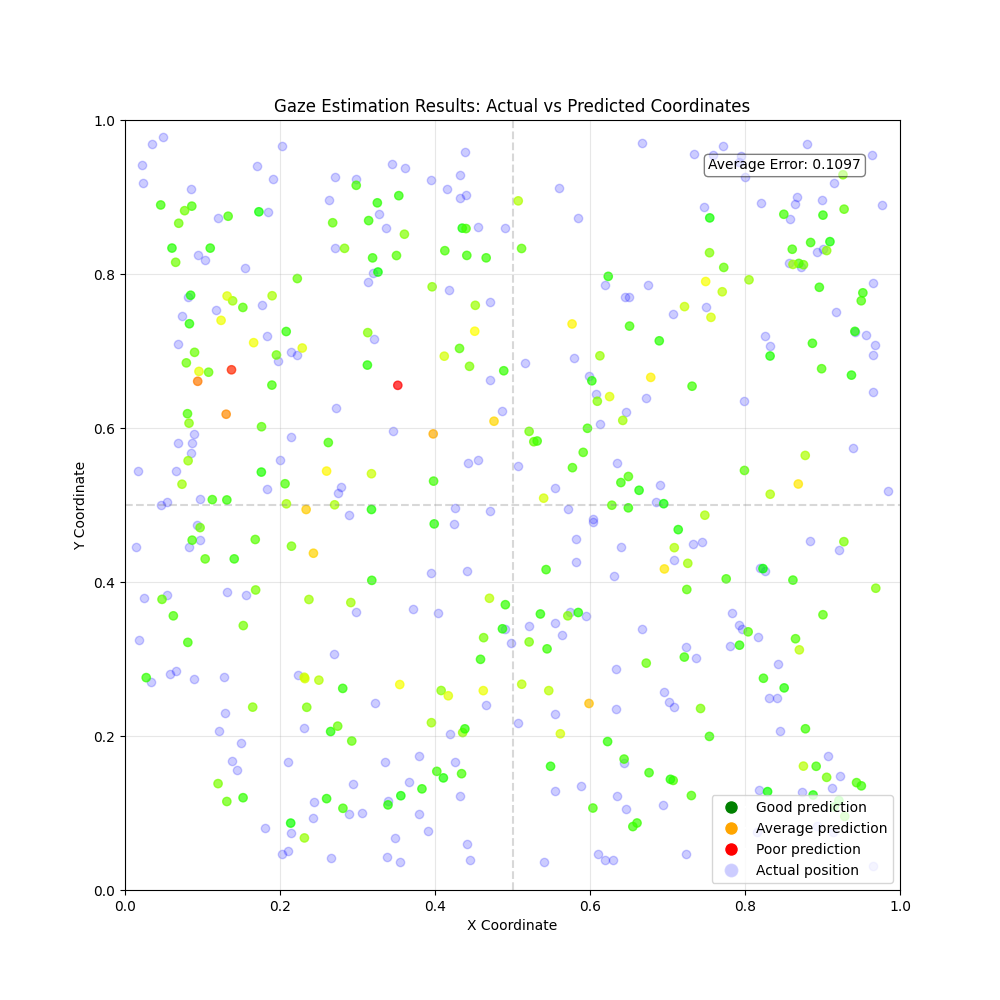 Gaze Estimation Results: Actual vs Predicted Coordinates
Average Error: 0.1097
Y Coordinate
1.0
0.8
0.6
0.4
0.2
0.0
0.0 0.2 0.4 0.6 0.8 1.0
X Coordinate
Good prediction
Average prediction
Poor prediction
Actual position